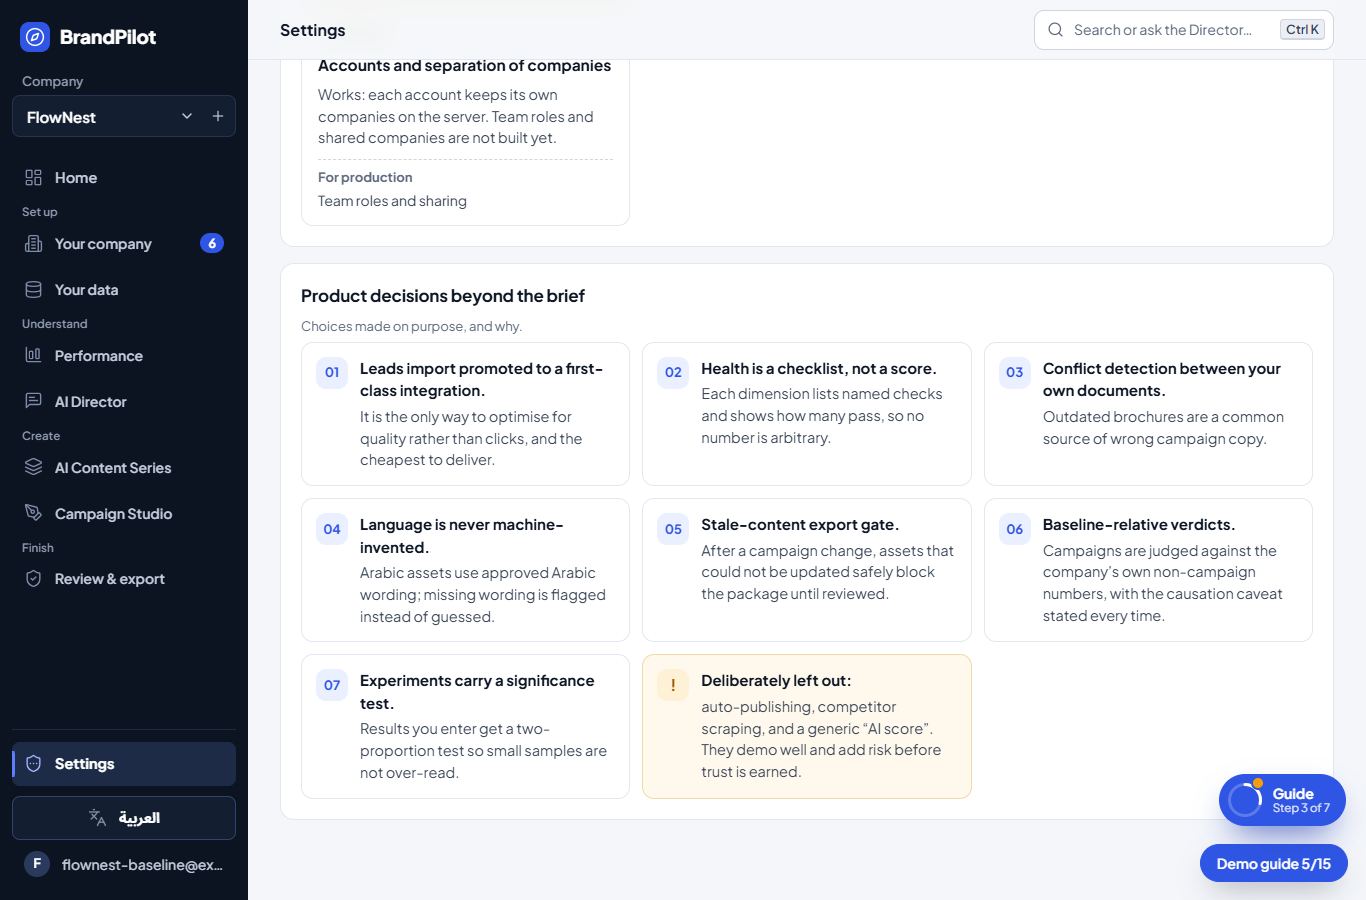 BrandPilot
Company
FlowNest
Home
Set up
Your company
6
Your data
Understand
Performance
AI Director
Create
AI Content Series
Campaign Studio
Finish
Review & export
Settings
العربية
F
flownest-baseline@ex...
Settings
Search or ask the Director...
Ctrl K
Accounts and separation of companies
Works: each account keeps its own
companies on the server. Team roles and
shared companies are not built yet.
For production
Team roles and sharing
Product decisions beyond the brief
Choices made on purpose, and why.
01
Leads import promoted to a first-
class integration.
It is the only way to optimise for
quality rather than clicks, and the
cheapest to deliver.
02
Health is a checklist, not a score.
Each dimension lists named checks
and shows how many pass, so no
number is arbitrary.
03
Conflict detection between your
own documents.
Outdated brochures are a common
source of wrong campaign copy.
04
Language is never machine-
invented.
Arabic assets use approved Arabic
wording; missing wording is flagged
instead of guessed.
05
Stale-content export gate.
After a campaign change, assets that
could not be updated safely block
the package until reviewed.
06
Baseline-relative verdicts.
Campaigns are judged against the
company's own non-campaign
numbers, with the causation caveat
stated every time.
07
Experiments carry a significance
test.
Results you enter get a two-
proportion test so small samples are
not over-read.
!
Deliberately left out:
auto-publishing, competitor
scraping, and a generic “AI score”.
They demo well and add risk before
trust is earned.
Guide
Step 3 of 7
Demo guide 5/15